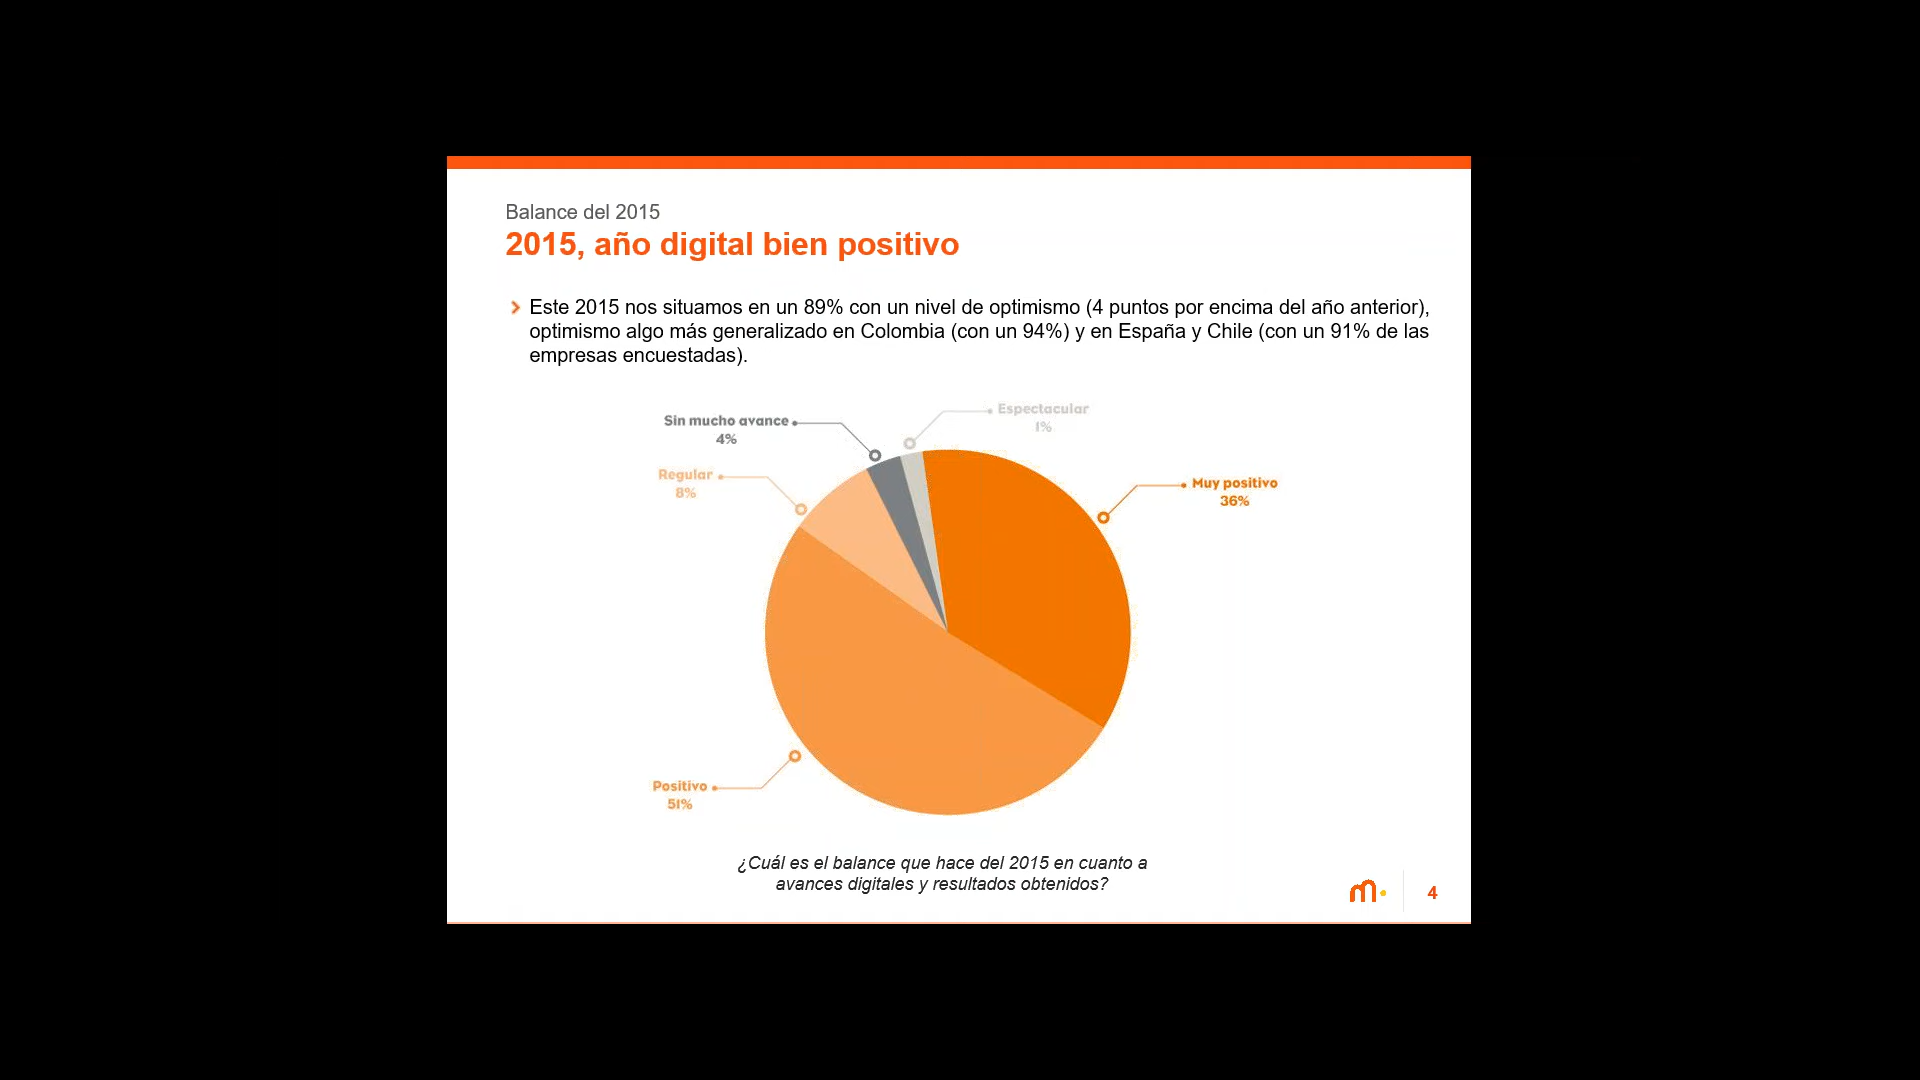 Balance del 2015
2015, año digital bien positivo
Este 2015 nos situamos en un 89% con un nivel de optimismo (4 puntos por encima del año anterior),
optimismo algo más generalizado en Colombia (con un 94%) y en España y Chile (con un 91% de las
empresas encuestadas).
Espectacular
1%
Sin mucho avance
4%
Regular
8%
Muy positivo
36%
Positivo
51%
¿Cuál es el balance que hace del 2015 en cuanto a
avances digitales y resultados obtenidos?
m
4